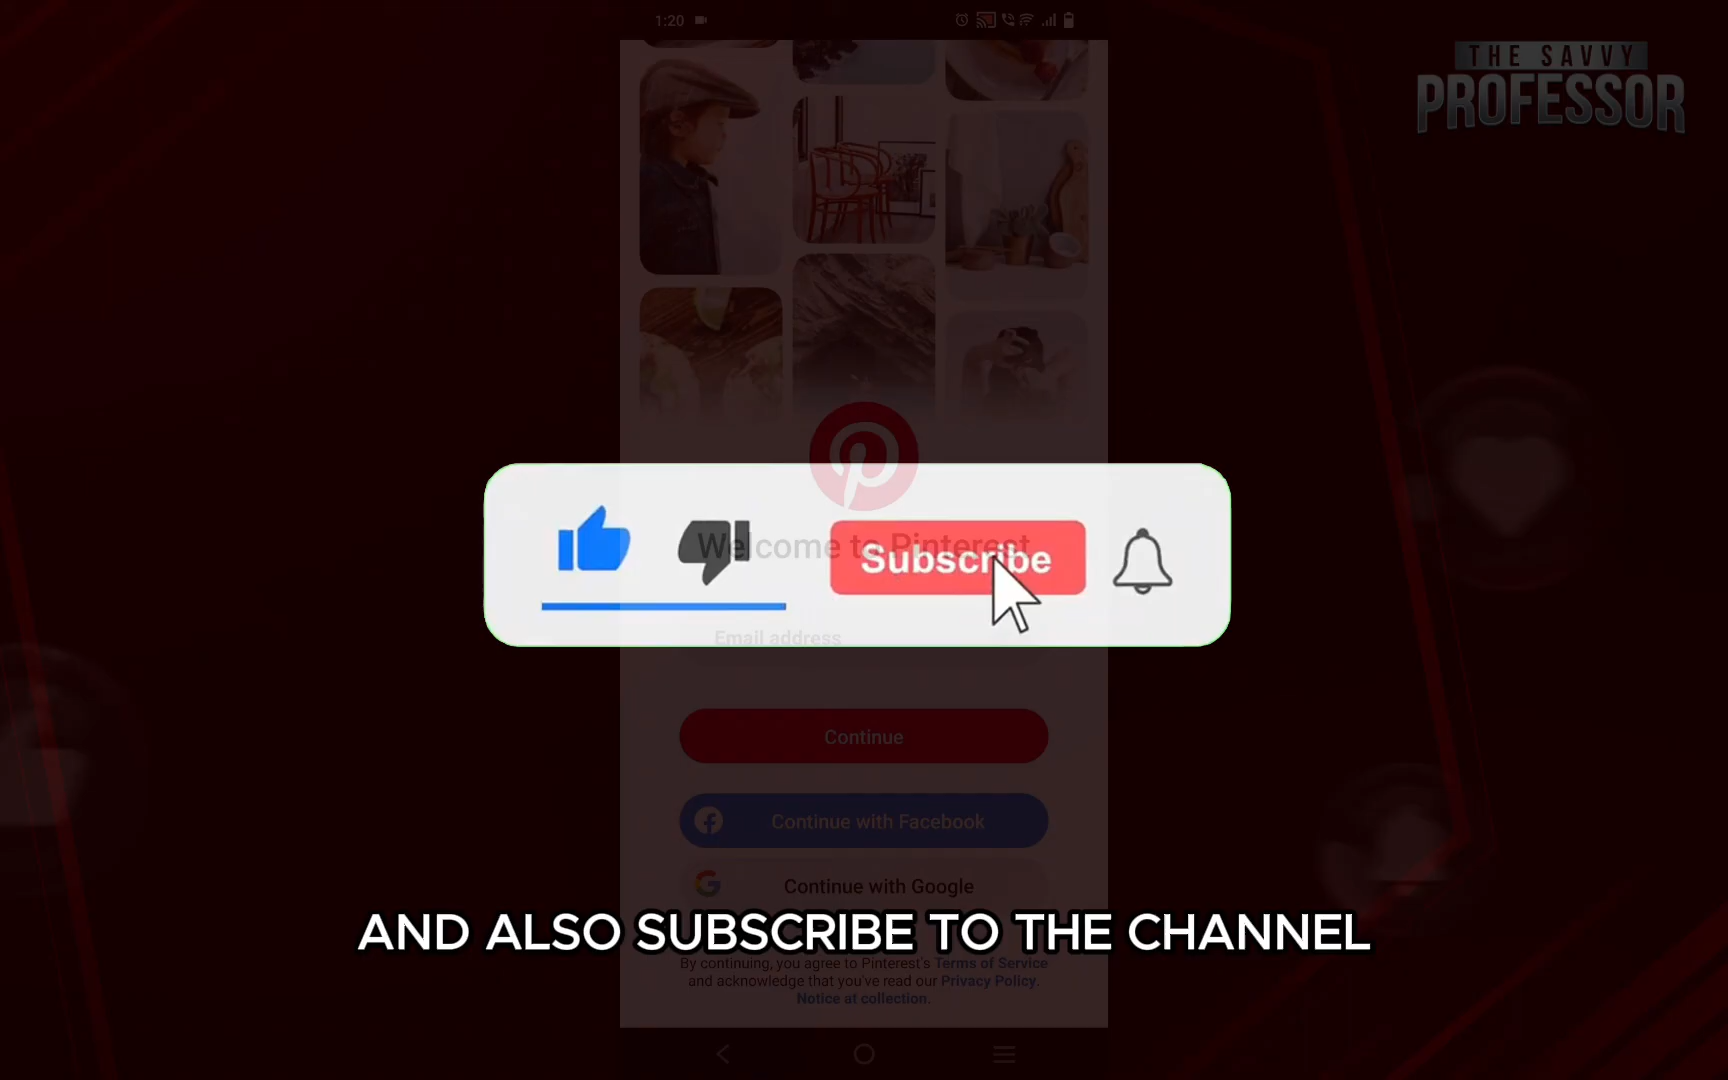 1:20
THE SAVVY
PROFESSOR
Welcome to Pinterest
Subscribe
Email address
Continue
Continue with Facebook
Continue with Google
AND ALSO SUBSCRIBE TO THE CHANNEL
By continuing, you agree to Pinterest's Terms of Service
and acknowledge that you've read our Privacy Policy.
Notice at collection.